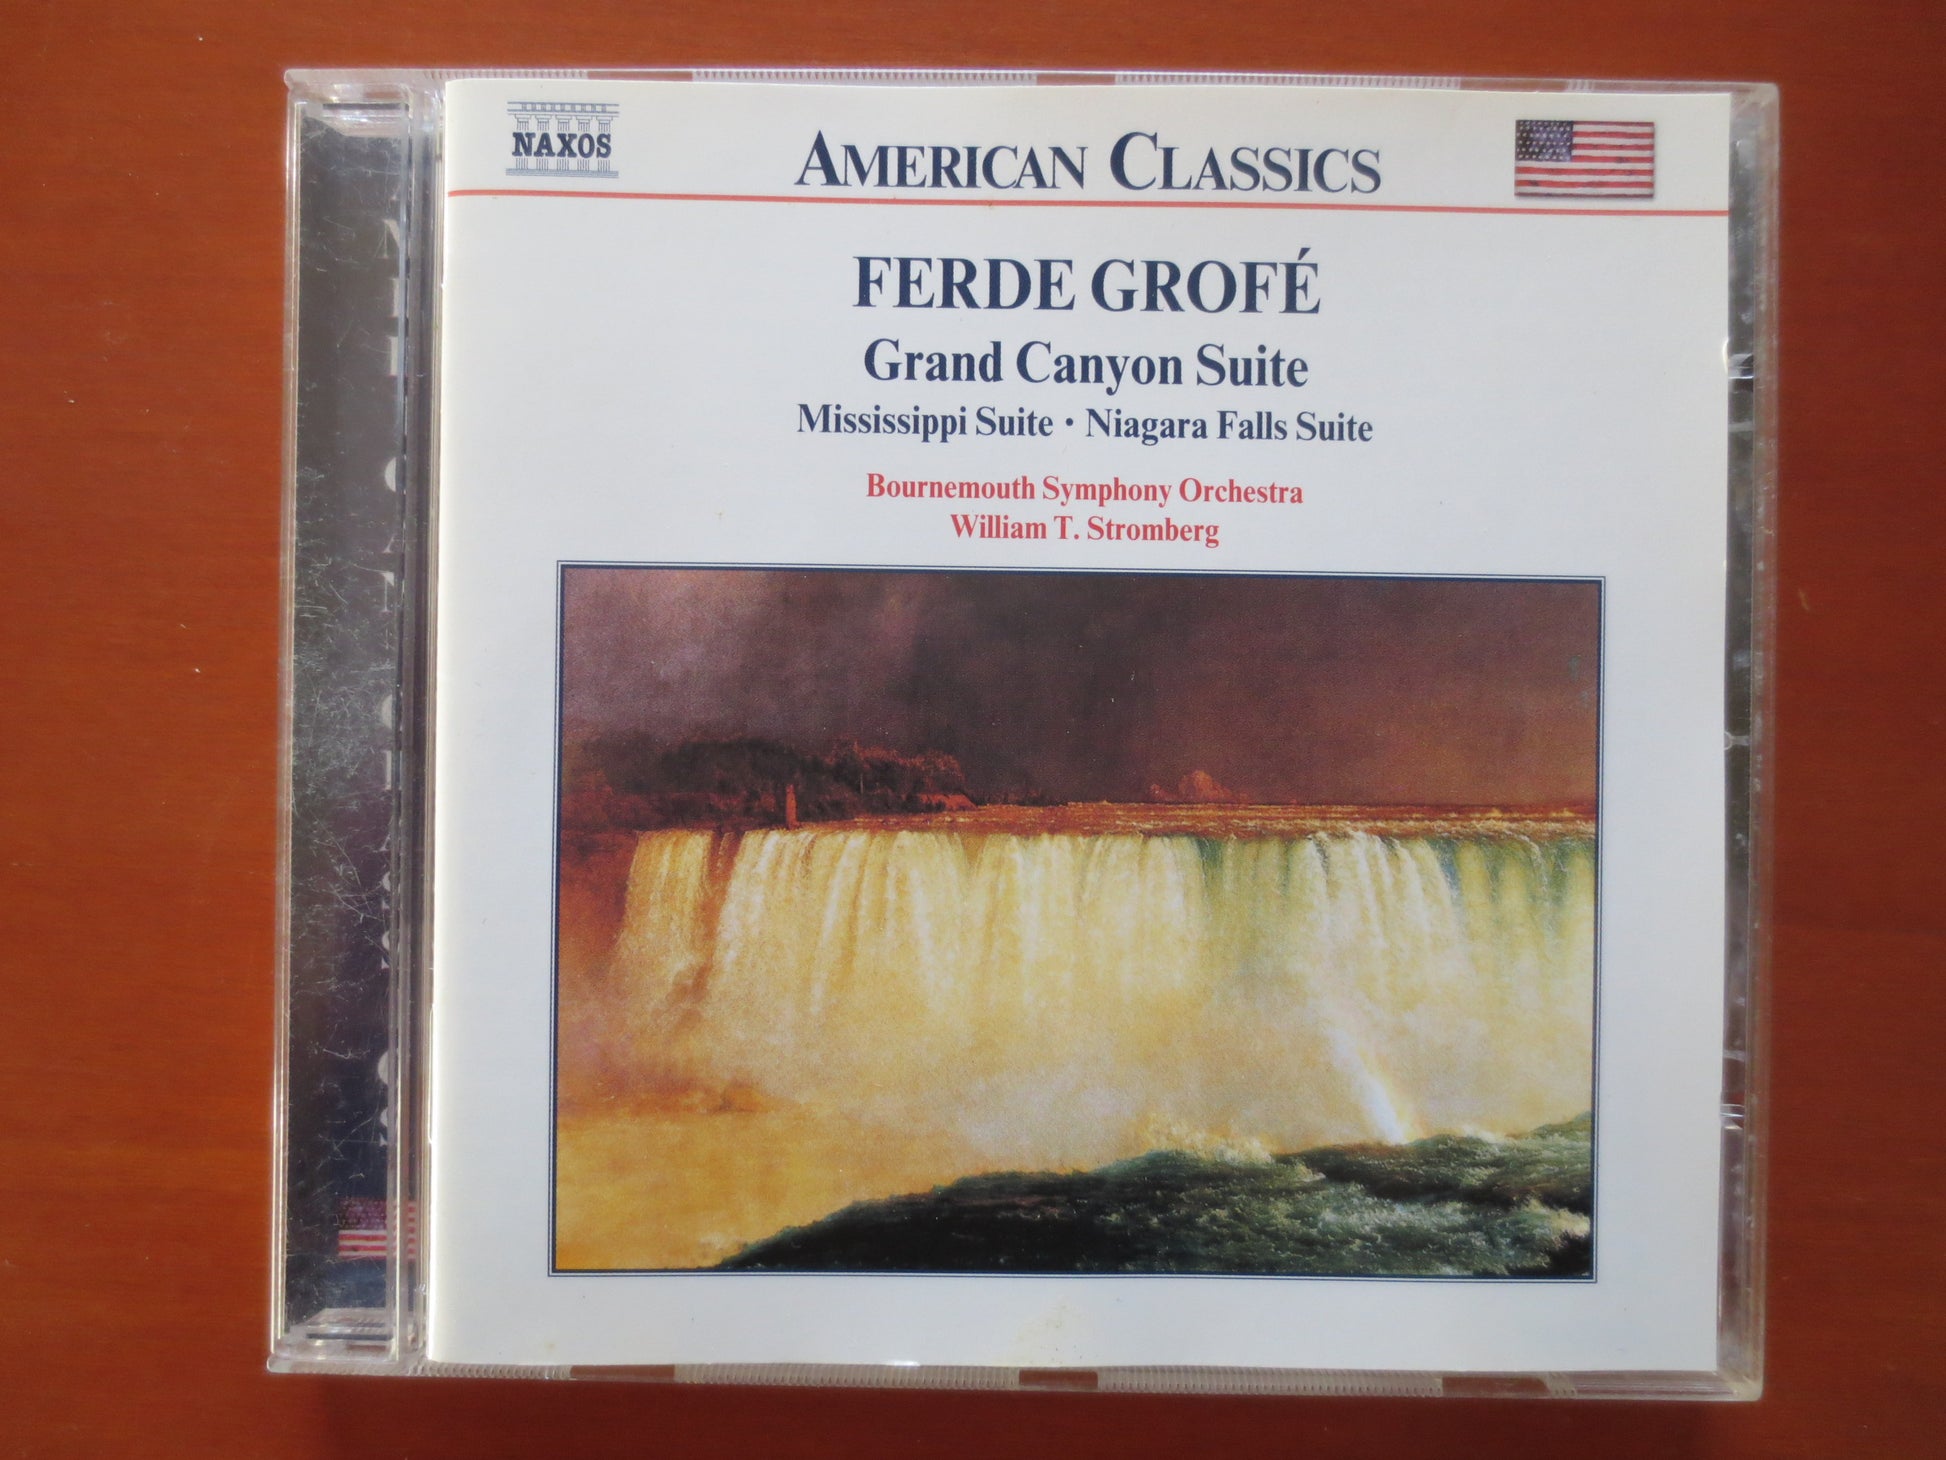 NAXOS
AMERICAN CLASSICS
FERDE GROFÉ
Grand Canyon Suite
Mississippi Suite • Niagara Falls Suite
Bournemouth Symphony Orchestra
William T. Stromberg